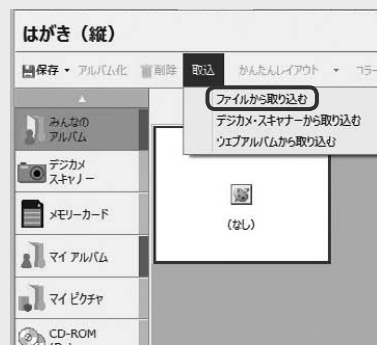 はがき（縦）
保存 アルバム化 削除 取込 かんたんレイアウト
ファイルから取り込む
デジカメ・スキャナーから取り込む
ウェブアルバムから取り込む
みんなの
アルバム
デジカメ
スキャナー
メモリーカード
マイ アルバム
マイ ピクチャ
CD-ROM
(なし)